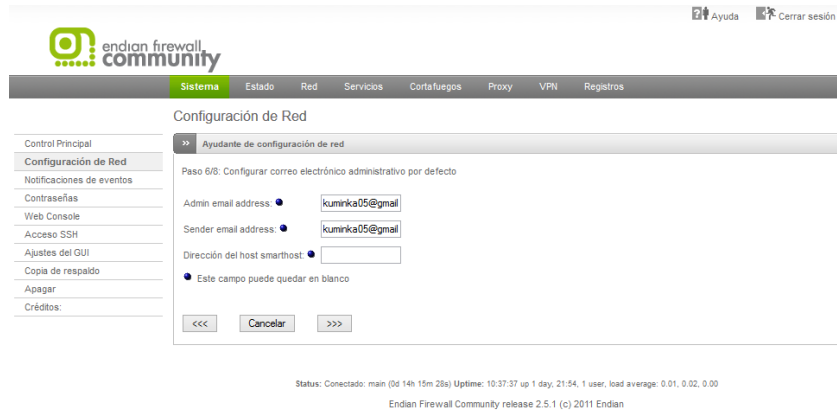 Ayuda
Cerrar sesión
endian firewall
community
Sistema Estado Red Servicios Cortafuegos Proxy VPN Registros
Configuración de Red
Control Principal
Configuración de Red
Notificaciones de eventos
Contraseñas
Web Console
Acceso SSH
Ajustes del GUI
Copia de respaldo
Apagar
Créditos:
>> Ayudante de configuración de red
Paso 6/8: Configurar correo electrónico administrativo por defecto
Admin email address: kuminka05@gmail
Sender email address: kuminka05@gmail
Dirección del host smarthost:
Este campo puede quedar en blanco
<<< Cancelar >>>
Status: Conectado: main (0d 14h 15m 28s) Uptime: 10:37:37 up 1 day, 21:54, 1 user, load average: 0.01, 0.02, 0.00
Endian Firewall Community release 2.5.1 (c) 2011 Endian